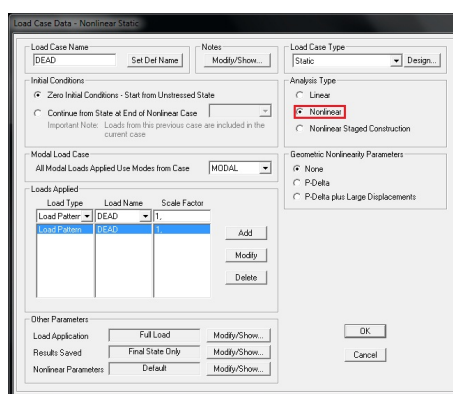 Load Case Data - Nonlinear Static
Load Case Name
DEAD
Set Def Name
Notes
Modify/Show...
Load Case Type
Static
Design...
Initial Conditions
Zero Initial Conditions - Start from Unstressed State
Continue from State at End of Nonlinear Case
Important Note: Loads from this previous case are included in the
current case
Analysis Type
Linear
Nonlinear
Nonlinear Staged Construction
Modal Load Case
All Modal Loads Applied Use Modes from Case
MODAL
Geometric Nonlinearity Parameters
None
P-Delta
P-Delta plus Large Displacements
Loads Applied
Load Type Load Name Scale Factor
Load Pattern DEAD 1.
Load Pattern DEAD 1.
Add
Modify
Delete
Other Parameters
Load Application Full Load Modify/Show...
Results Saved Final State Only Modify/Show...
Nonlinear Parameters Default Modify/Show...
OK
Cancel